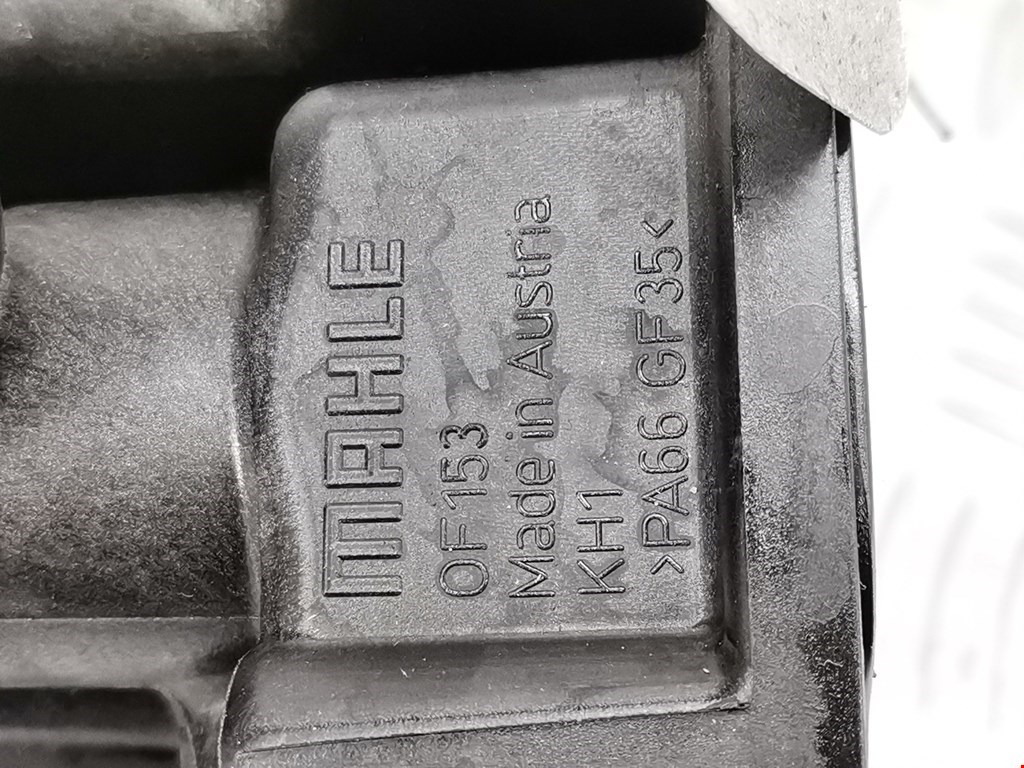 MAHLE
OF153
Made in Austria
KH1
>PA66 GF35<